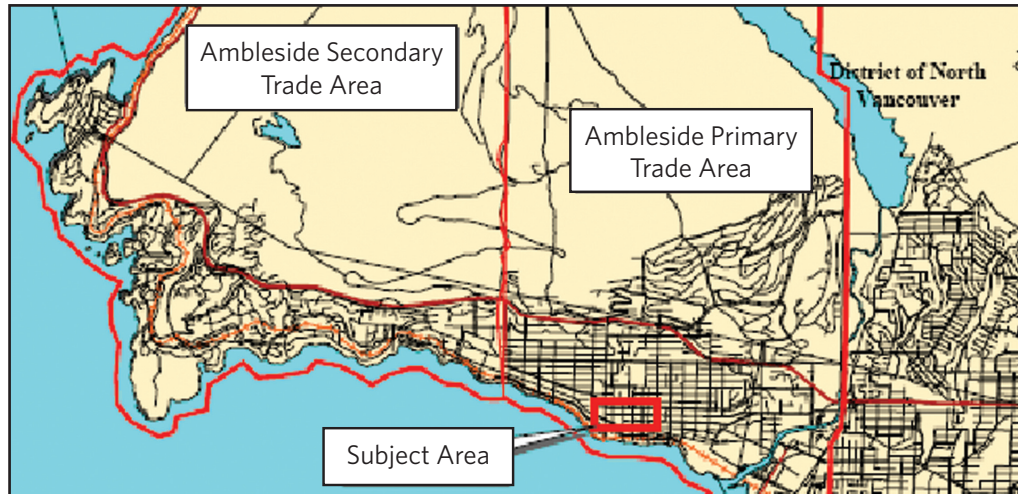 Ambleside Secondary
Trade Area
Ambleside Primary
Trade Area
District of North
Vancouver
Subject Area